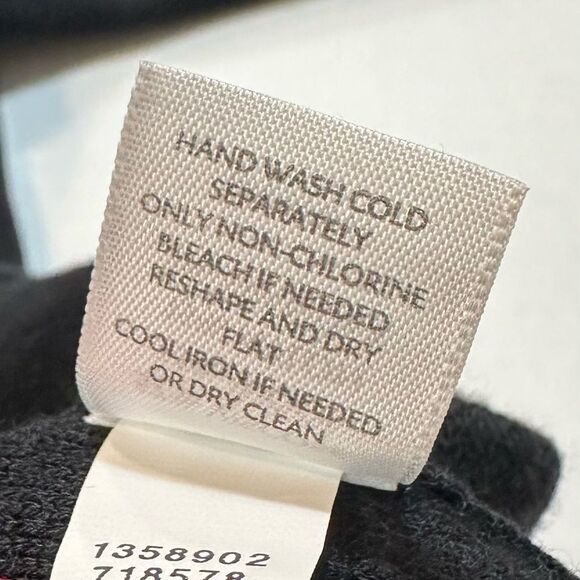 HAND WASH COLD
SEPARATELY
ONLY NON-CHLORINE
BLEACH IF NEEDED
RESHAPE AND DRY
FLAT
COOL IRON IF NEEDED
OR DRY CLEAN
1358902
718578